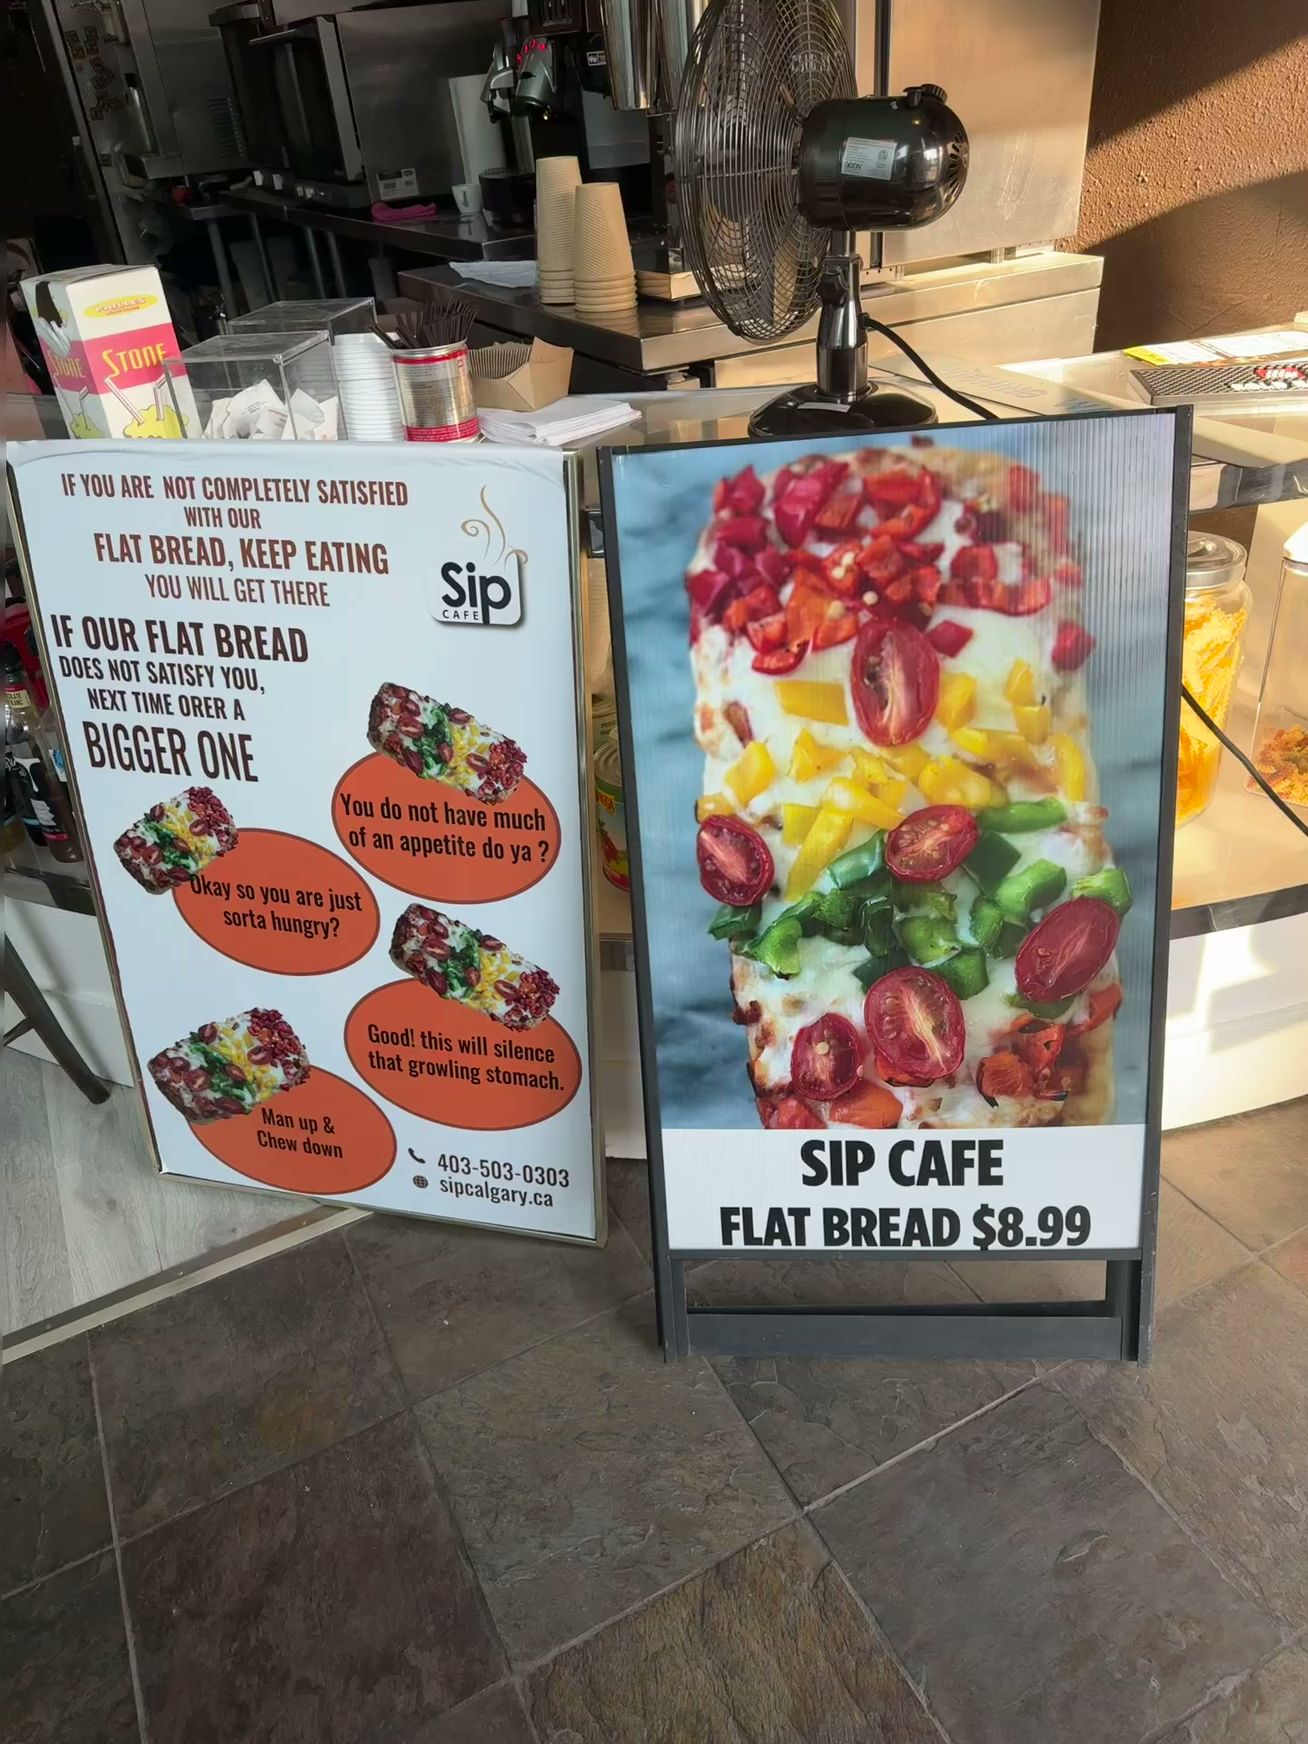 IF YOU ARE NOT COMPLETELY SATISFIED
WITH OUR
FLAT BREAD, KEEP EATING
YOU WILL GET THERE
Sip
CAFE
IF OUR FLAT BREAD
DOES NOT SATISFY YOU,
NEXT TIME ORER A
BIGGER ONE
You do not have much
of an appetite do ya ?
Okay so you are just
sorta hungry?
Good! this will silence
that growling stomach.
Man up &
Chew down
403-503-0303
sipcalgary.ca
SIP CAFE
FLAT BREAD $8.99
STONE
STONE